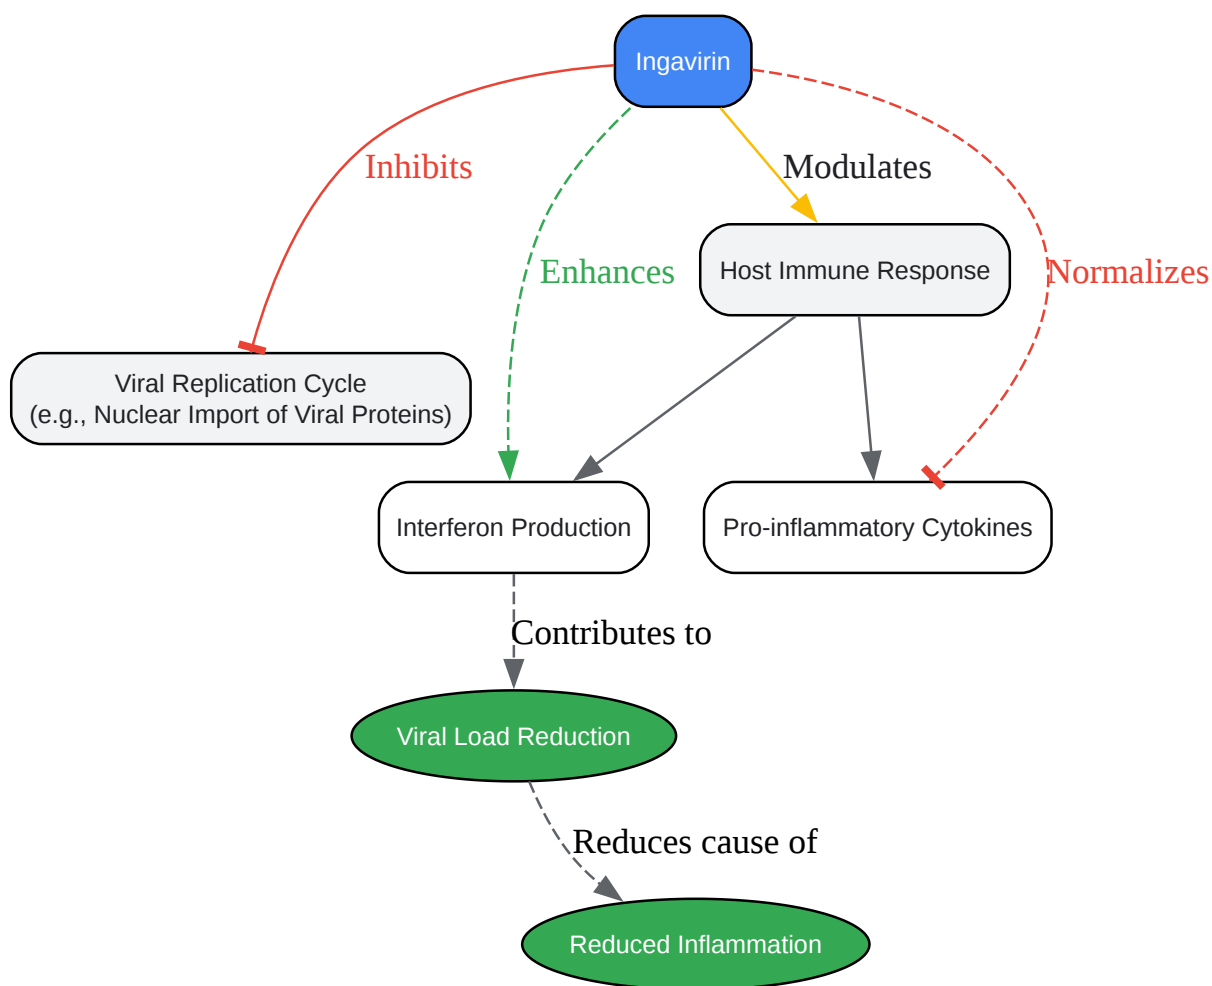 Ingavirin
Inhibits
Modulates
Enhances
Host Immune Response
Normalizes
Viral Replication Cycle
(e.g., Nuclear Import of Viral Proteins)
Interferon Production
Pro-inflammatory Cytokines
Contributes to
Viral Load Reduction
Reduces cause of
Reduced Inflammation